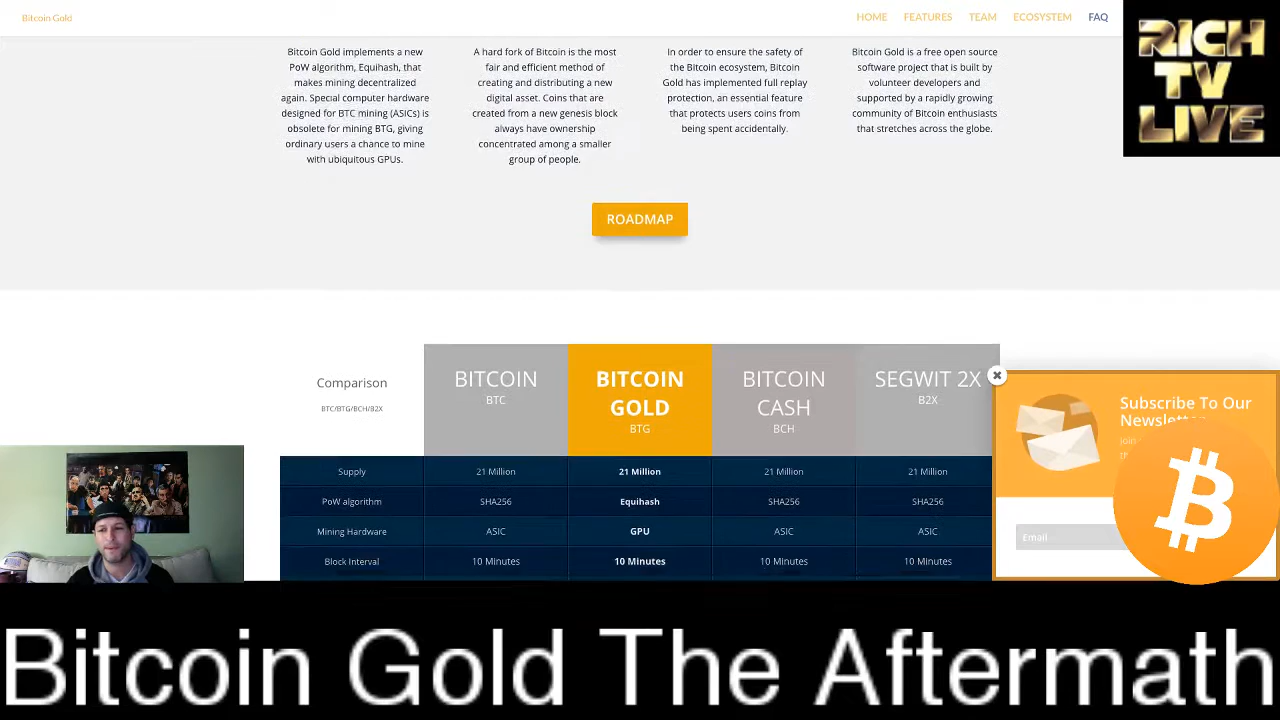 Bitcoin Gold
HOME FEATURES TEAM ECOSYSTEM FAQ
RICH
TV
LIVE
Bitcoin Gold implements a new
PoW algorithm, Equihash, that
makes mining decentralized
again. Special computer hardware
designed for BTC mining (ASICs) is
obsolete for mining BTG, giving
ordinary users a chance to mine
with ubiquitous GPUs.
A hard fork of Bitcoin is the most
fair and efficient method of
creating and distributing a new
digital asset. Coins that are
created from a new genesis block
always have ownership
concentrated among a smaller
group of people.
In order to ensure the safety of
the Bitcoin ecosystem, Bitcoin
Gold has implemented full replay
protection, an essential feature
that protects users coins from
being spent accidentally.
Bitcoin Gold is a free open source
software project that is built by
volunteer developers and
supported by a rapidly growing
community of Bitcoin enthusiasts
that stretches across the globe.
ROADMAP
Comparison
BTC/BTG/BCH/B2X
BITCOIN
BTC
BITCOIN
GOLD
BTG
BITCOIN
CASH
BCH
SEGWIT 2X
B2X
Supply 21 Million 21 Million 21 Million 21 Million
PoW algorithm SHA256 Equihash SHA256 SHA256
Mining Hardware ASIC GPU ASIC ASIC
Block Interval 10 Minutes 10 Minutes 10 Minutes 10 Minutes
Subscribe To Our
Newsletter
Join
Email
Bitcoin Gold The Aftermath